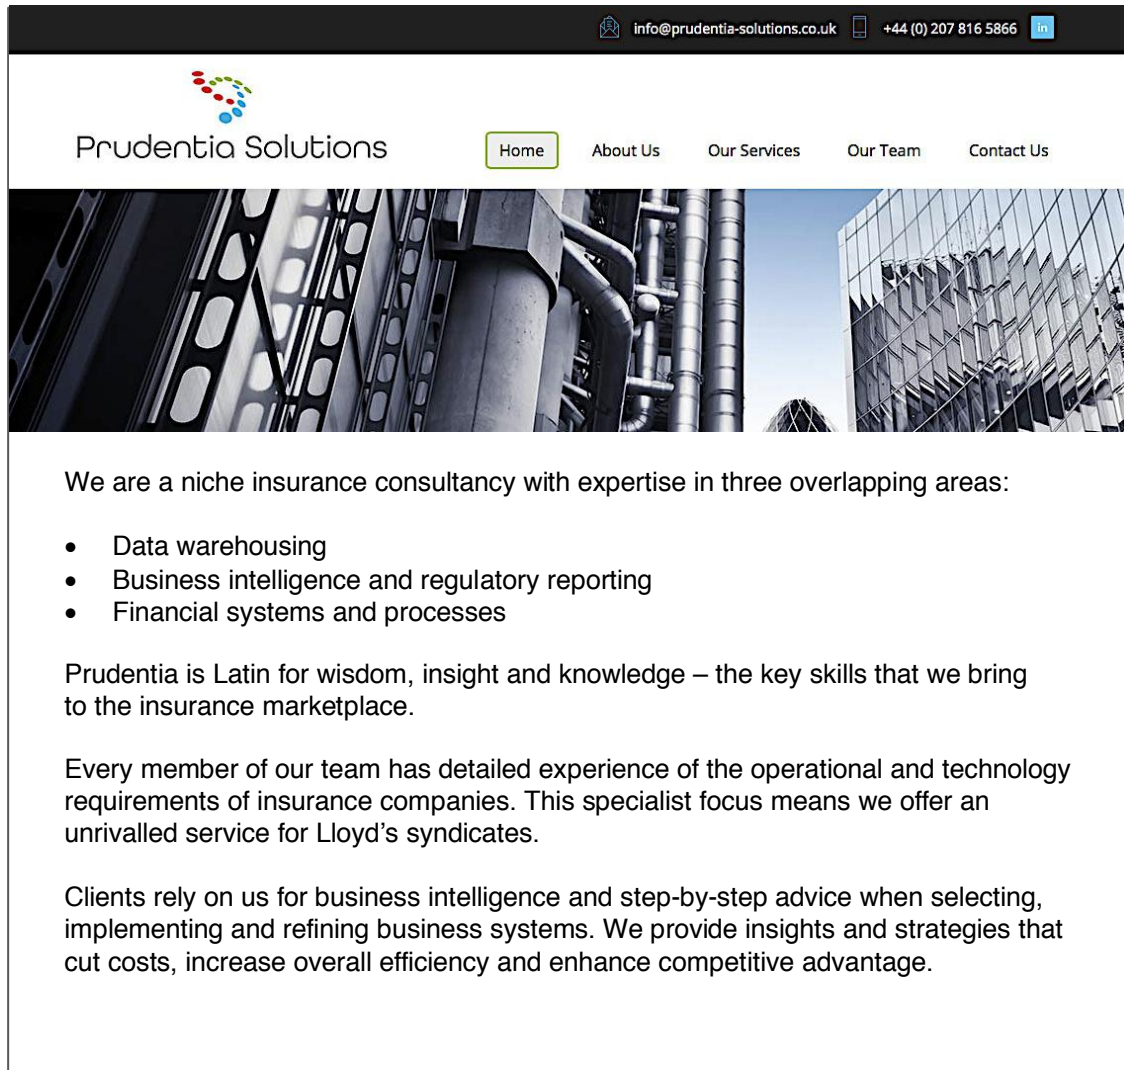 info@prudentia-solutions.co.uk +44 (0) 207 816 5866 in
Prudentia Solutions
Home About Us Our Services Our Team Contact Us
We are a niche insurance consultancy with expertise in three overlapping areas:
• Data warehousing
• Business intelligence and regulatory reporting
• Financial systems and processes
Prudentia is Latin for wisdom, insight and knowledge – the key skills that we bring
to the insurance marketplace.
Every member of our team has detailed experience of the operational and technology
requirements of insurance companies. This specialist focus means we offer an
unrivalled service for Lloyd’s syndicates.
Clients rely on us for business intelligence and step-by-step advice when selecting,
implementing and refining business systems. We provide insights and strategies that
cut costs, increase overall efficiency and enhance competitive advantage.